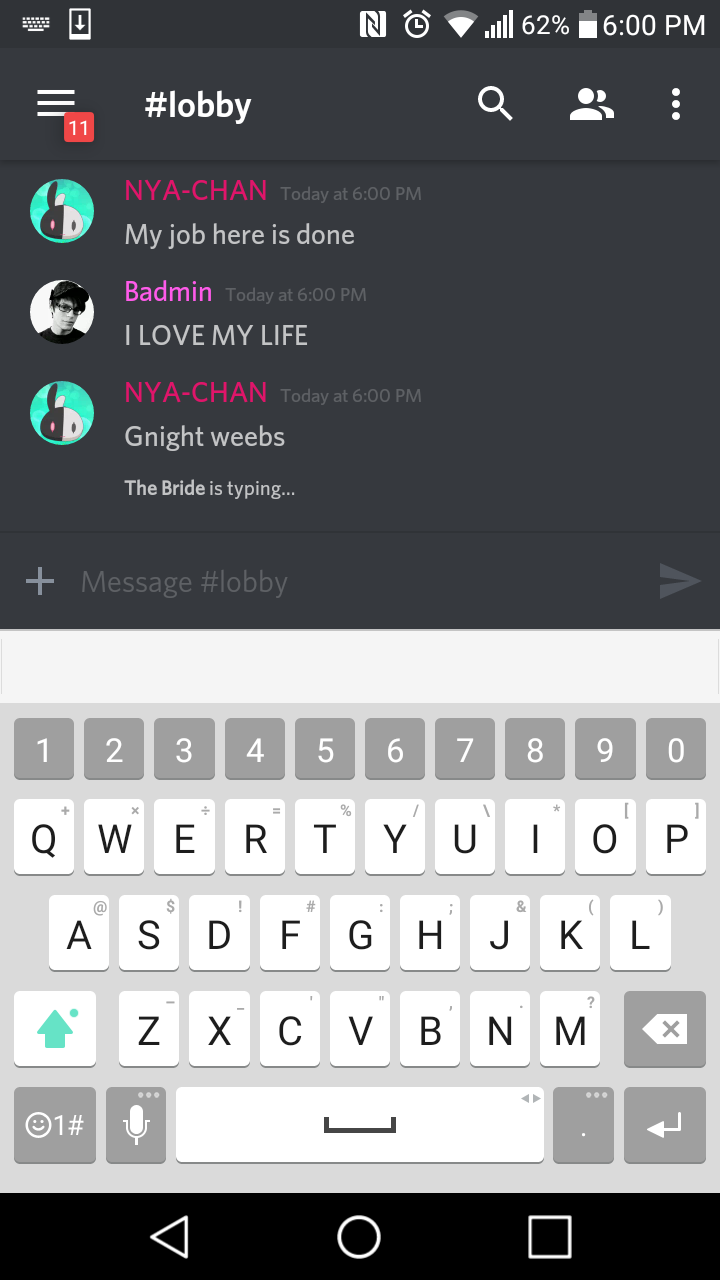 62% 6:00 PM
#lobby
11
NYA-CHAN Today at 6:00 PM
My job here is done
Badmin Today at 6:00 PM
I LOVE MY LIFE
NYA-CHAN Today at 6:00 PM
Gnight weebs
The Bride is typing...
Message #lobby
1 2 3 4 5 6 7 8 9 0
+ × ÷ = % / \ * [ ]
Q W E R T Y U I O P
@ $ ! # : ; & ( )
A S D F G H J K L
– _ ' " , . ?
Z X C V B N M
1# .